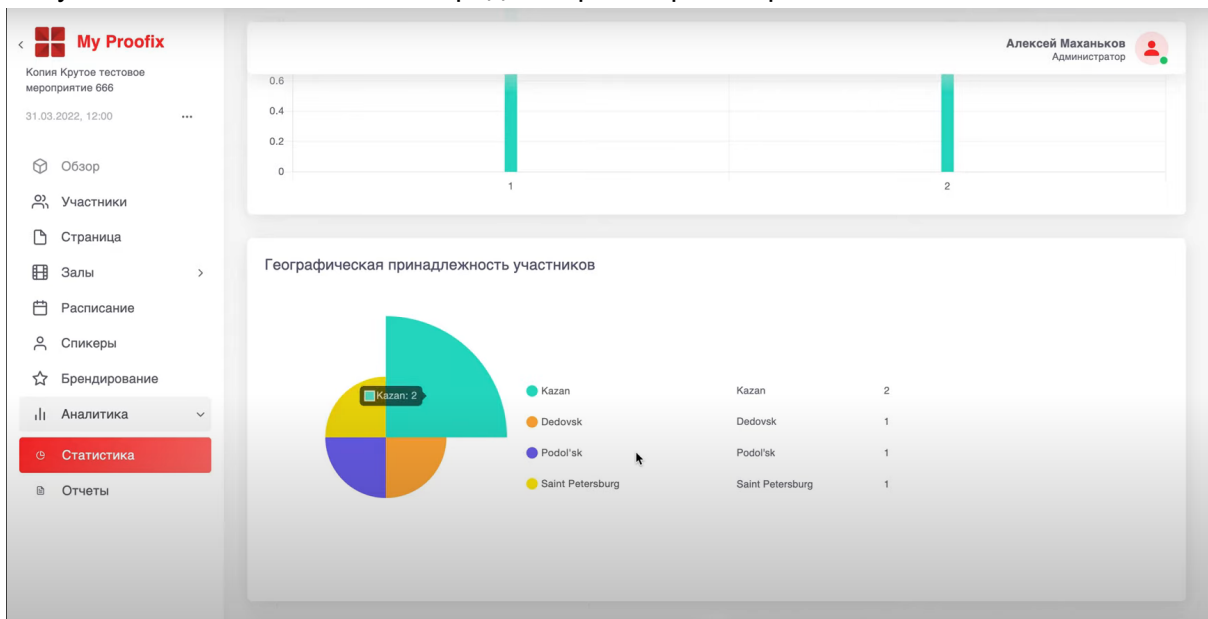 My Proofix
Копия Крутое тестовое
мероприятие 666
31.03.2022, 12:00
Обзор
Участники
Страница
Залы
Расписание
Спикеры
Брендирование
Аналитика
Статистика
Отчеты
Алексей Маханьков
Администратор
0.6
0.4
0.2
0
1 2
Географическая принадлежность участников
Kazan: 2
Kazan Kazan 2
Dedovsk Dedovsk 1
Podol'sk Podol'sk 1
Saint Petersburg Saint Petersburg 1